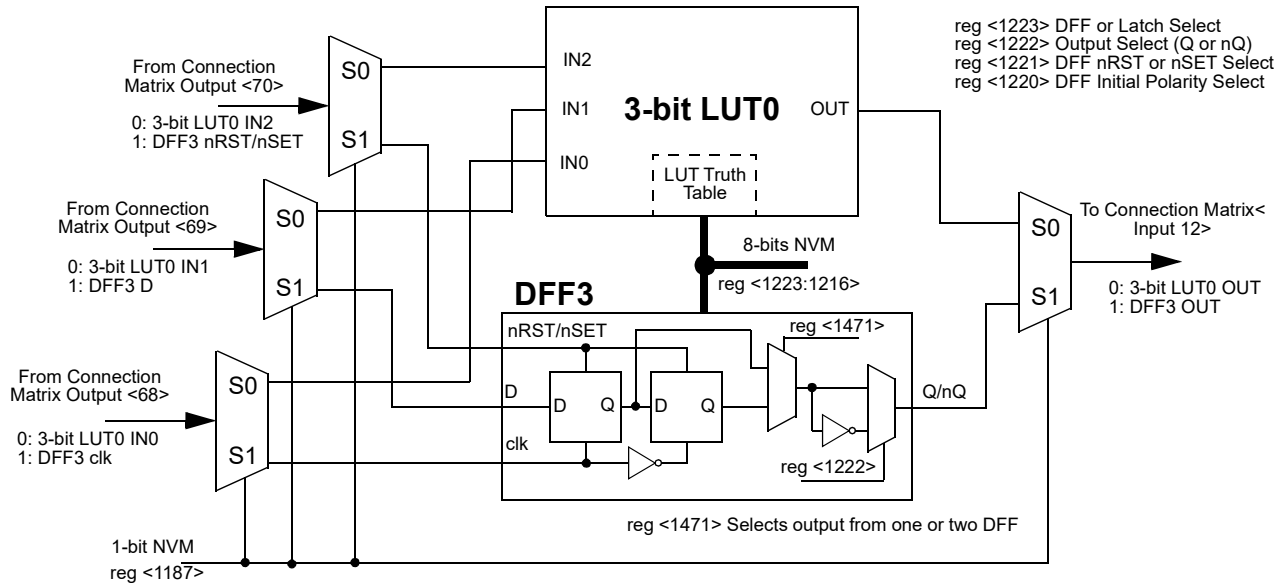 reg <1223> DFF or Latch Select
reg <1222> Output Select (Q or nQ)
reg <1221> DFF nRST or nSET Select
reg <1220> DFF Initial Polarity Select
From Connection
Matrix Output <70>
0: 3-bit LUT0 IN2
1: DFF3 nRST/nSET
S0
S1
IN2
IN1
IN0
3-bit LUT0
OUT
LUT Truth
Table
From Connection
Matrix Output <69>
0: 3-bit LUT0 IN1
1: DFF3 D
S0
S1
8-bits NVM
reg <1223:1216>
S0
S1
To Connection Matrix<
Input 12>
0: 3-bit LUT0 OUT
1: DFF3 OUT
DFF3
nRST/nSET
reg <1471>
From Connection
Matrix Output <68>
0: 3-bit LUT0 IN0
1: DFF3 clk
S0
S1
D
D
Q
D
Q
Q/nQ
clk
reg <1222>
reg <1471> Selects output from one or two DFF
1-bit NVM
reg <1187>